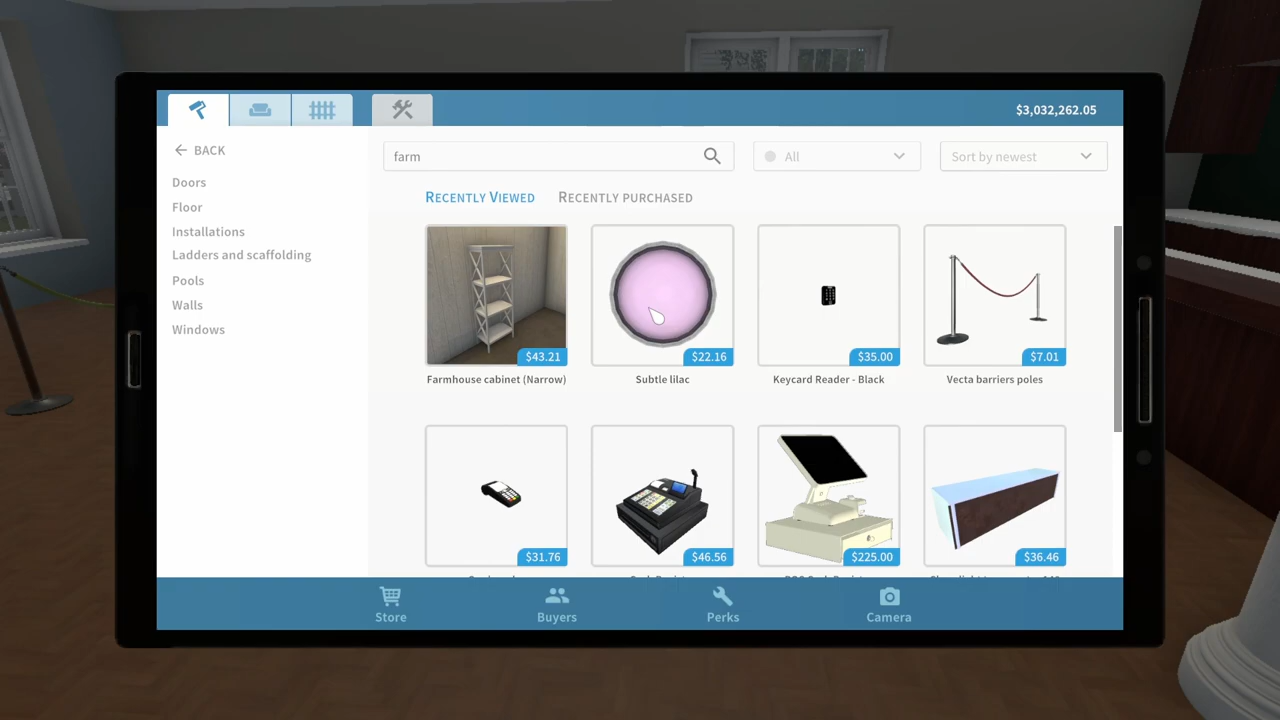 $3,032,262.05
BACK
farm
All
Sort by newest
Doors
Floor
Installations
Ladders and scaffolding
Pools
Walls
Windows
RECENTLY VIEWED
RECENTLY PURCHASED
$43.21
$22.16
$35.00
$7.01
Farmhouse cabinet (Narrow)
Subtle lilac
Keycard Reader - Black
Vecta barriers poles
$31.76
$46.56
$225.00
$36.46
Store
Buyers
Perks
Camera